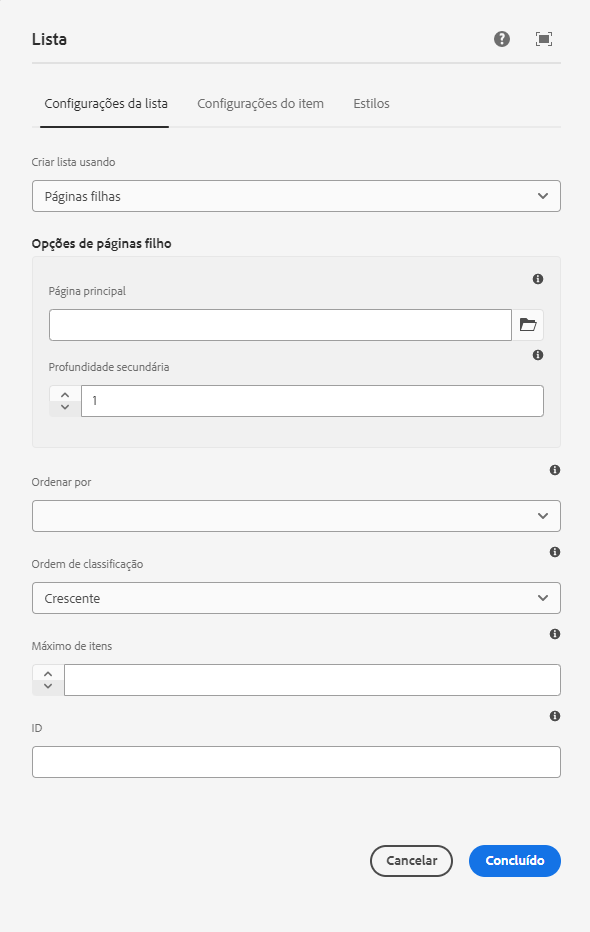 Lista
Configurações da lista Configurações do item Estilos
Criar lista usando
Páginas filhas
Opções de páginas filho
Página principal
Profundidade secundária
1
Ordenar por
Ordem de classificação
Crescente
Máximo de itens
ID
Cancelar Concluído